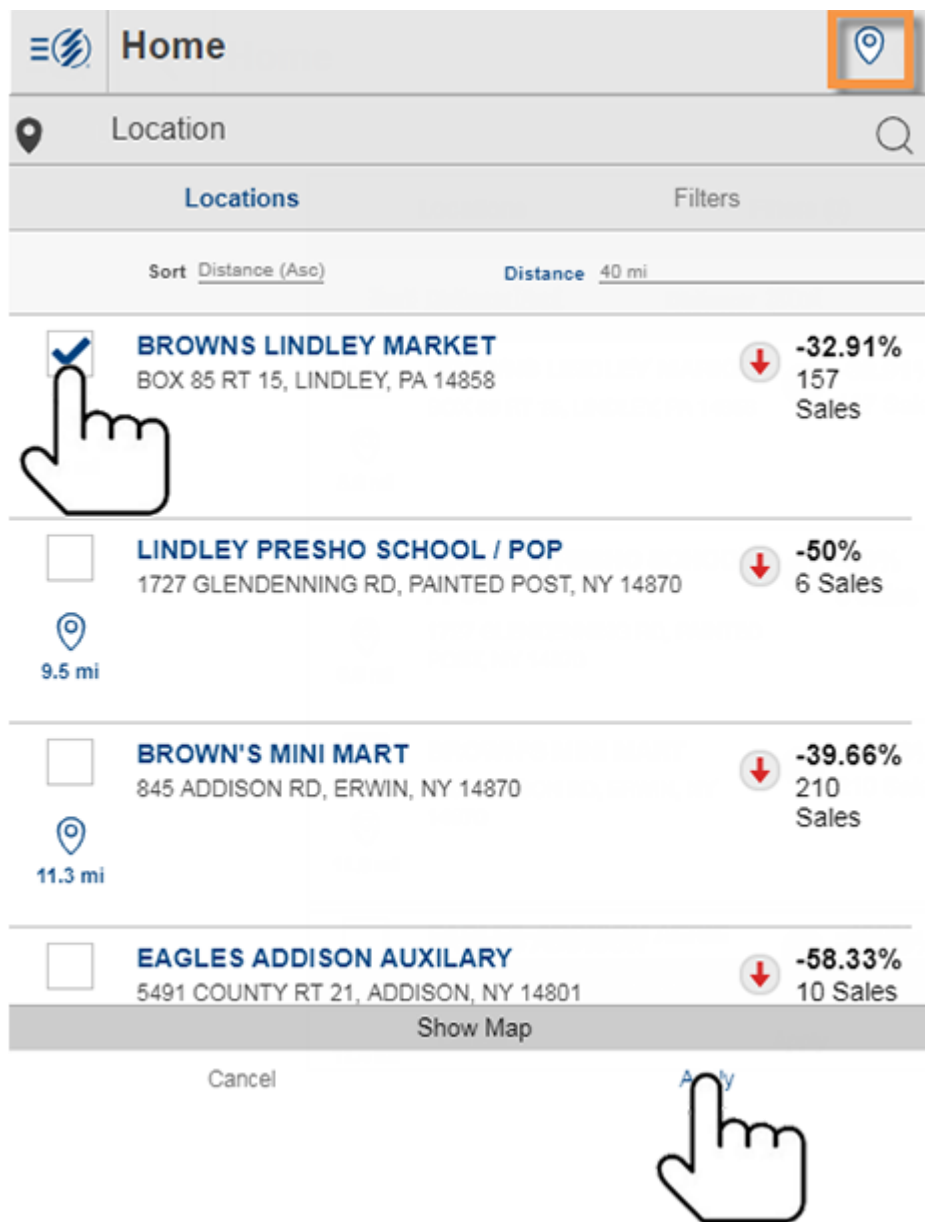 Home
Location
Locations Filters
Sort Distance (Asc) Distance 40 mi
BROWNS LINDLEY MARKET -32.91%
BOX 85 RT 15, LINDLEY, PA 14858 157
Sales
LINDLEY PRESHO SCHOOL / POP -50%
1727 GLENDENNING RD, PAINTED POST, NY 14870 6 Sales
9.5 mi
BROWN'S MINI MART -39.66%
845 ADDISON RD, ERWIN, NY 14870 210
Sales
11.3 mi
EAGLES ADDISON AUXILARY -58.33%
5491 COUNTY RT 21, ADDISON, NY 14801 10 Sales
Show Map
Cancel